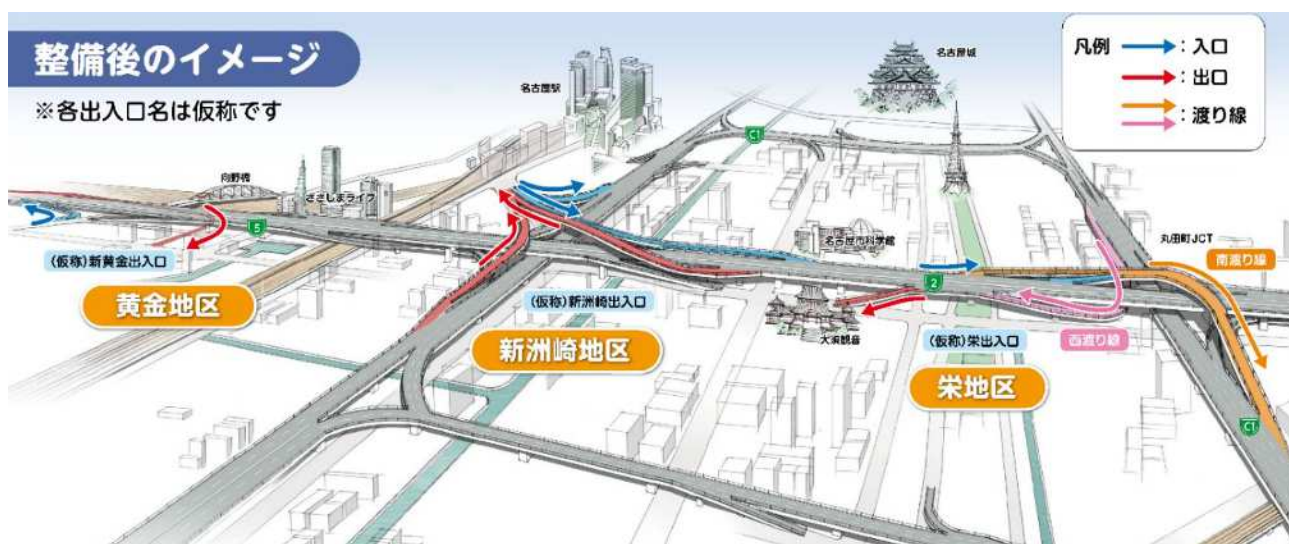 整備後のイメージ
※各出入口名は仮称です
凡例
:入口
:出口
:渡り線
名古屋駅
名古屋城
C1
向野橋
ささしまライブ
5
(仮称)新黄金出入口
黄金地区
名古屋市科学館
丸田町JCT
南渡り線
2
(仮称)新洲崎出入口
新洲崎地区
大須観音
(仮称)栄出入口
西渡り線
栄地区
C1